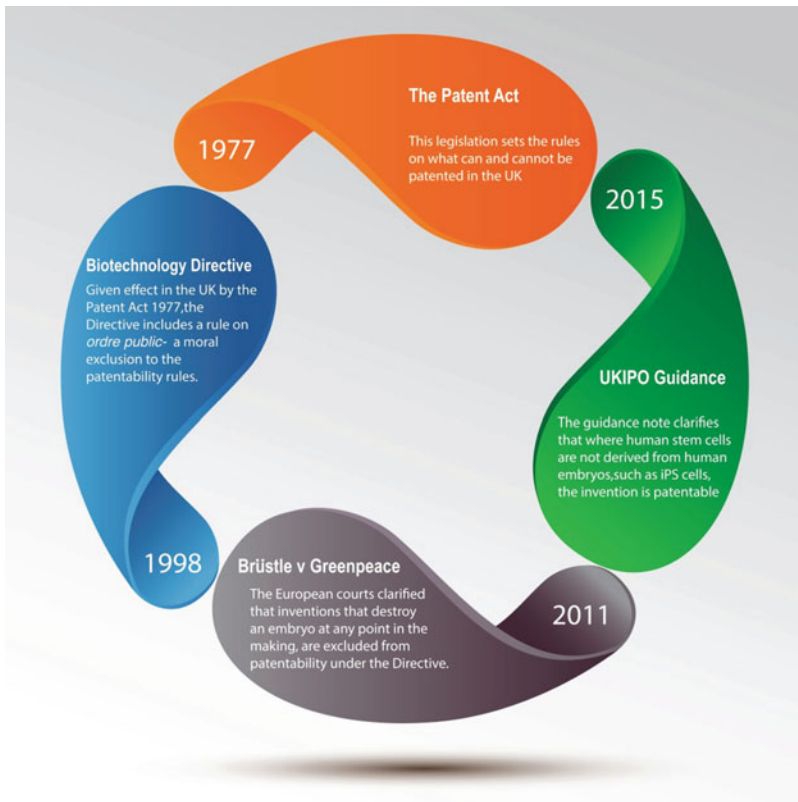 1977
The Patent Act
This legislation sets the rules
on what can and cannot be
patented in the UK
2015
UKIPO Guidance
The guidance note clarifies
that where human stem cells
are not derived from human
embryos,such as iPS cells,
the invention is patentable
2011
Brüstle v Greenpeace
The European courts clarified
that inventions that destroy
an embryo at any point in the
making, are excluded from
patentability under the Directive.
1998
Biotechnology Directive
Given effect in the UK by the
Patent Act 1977,the
Directive includes a rule on
ordre public- a moral
exclusion to the
patentability rules.